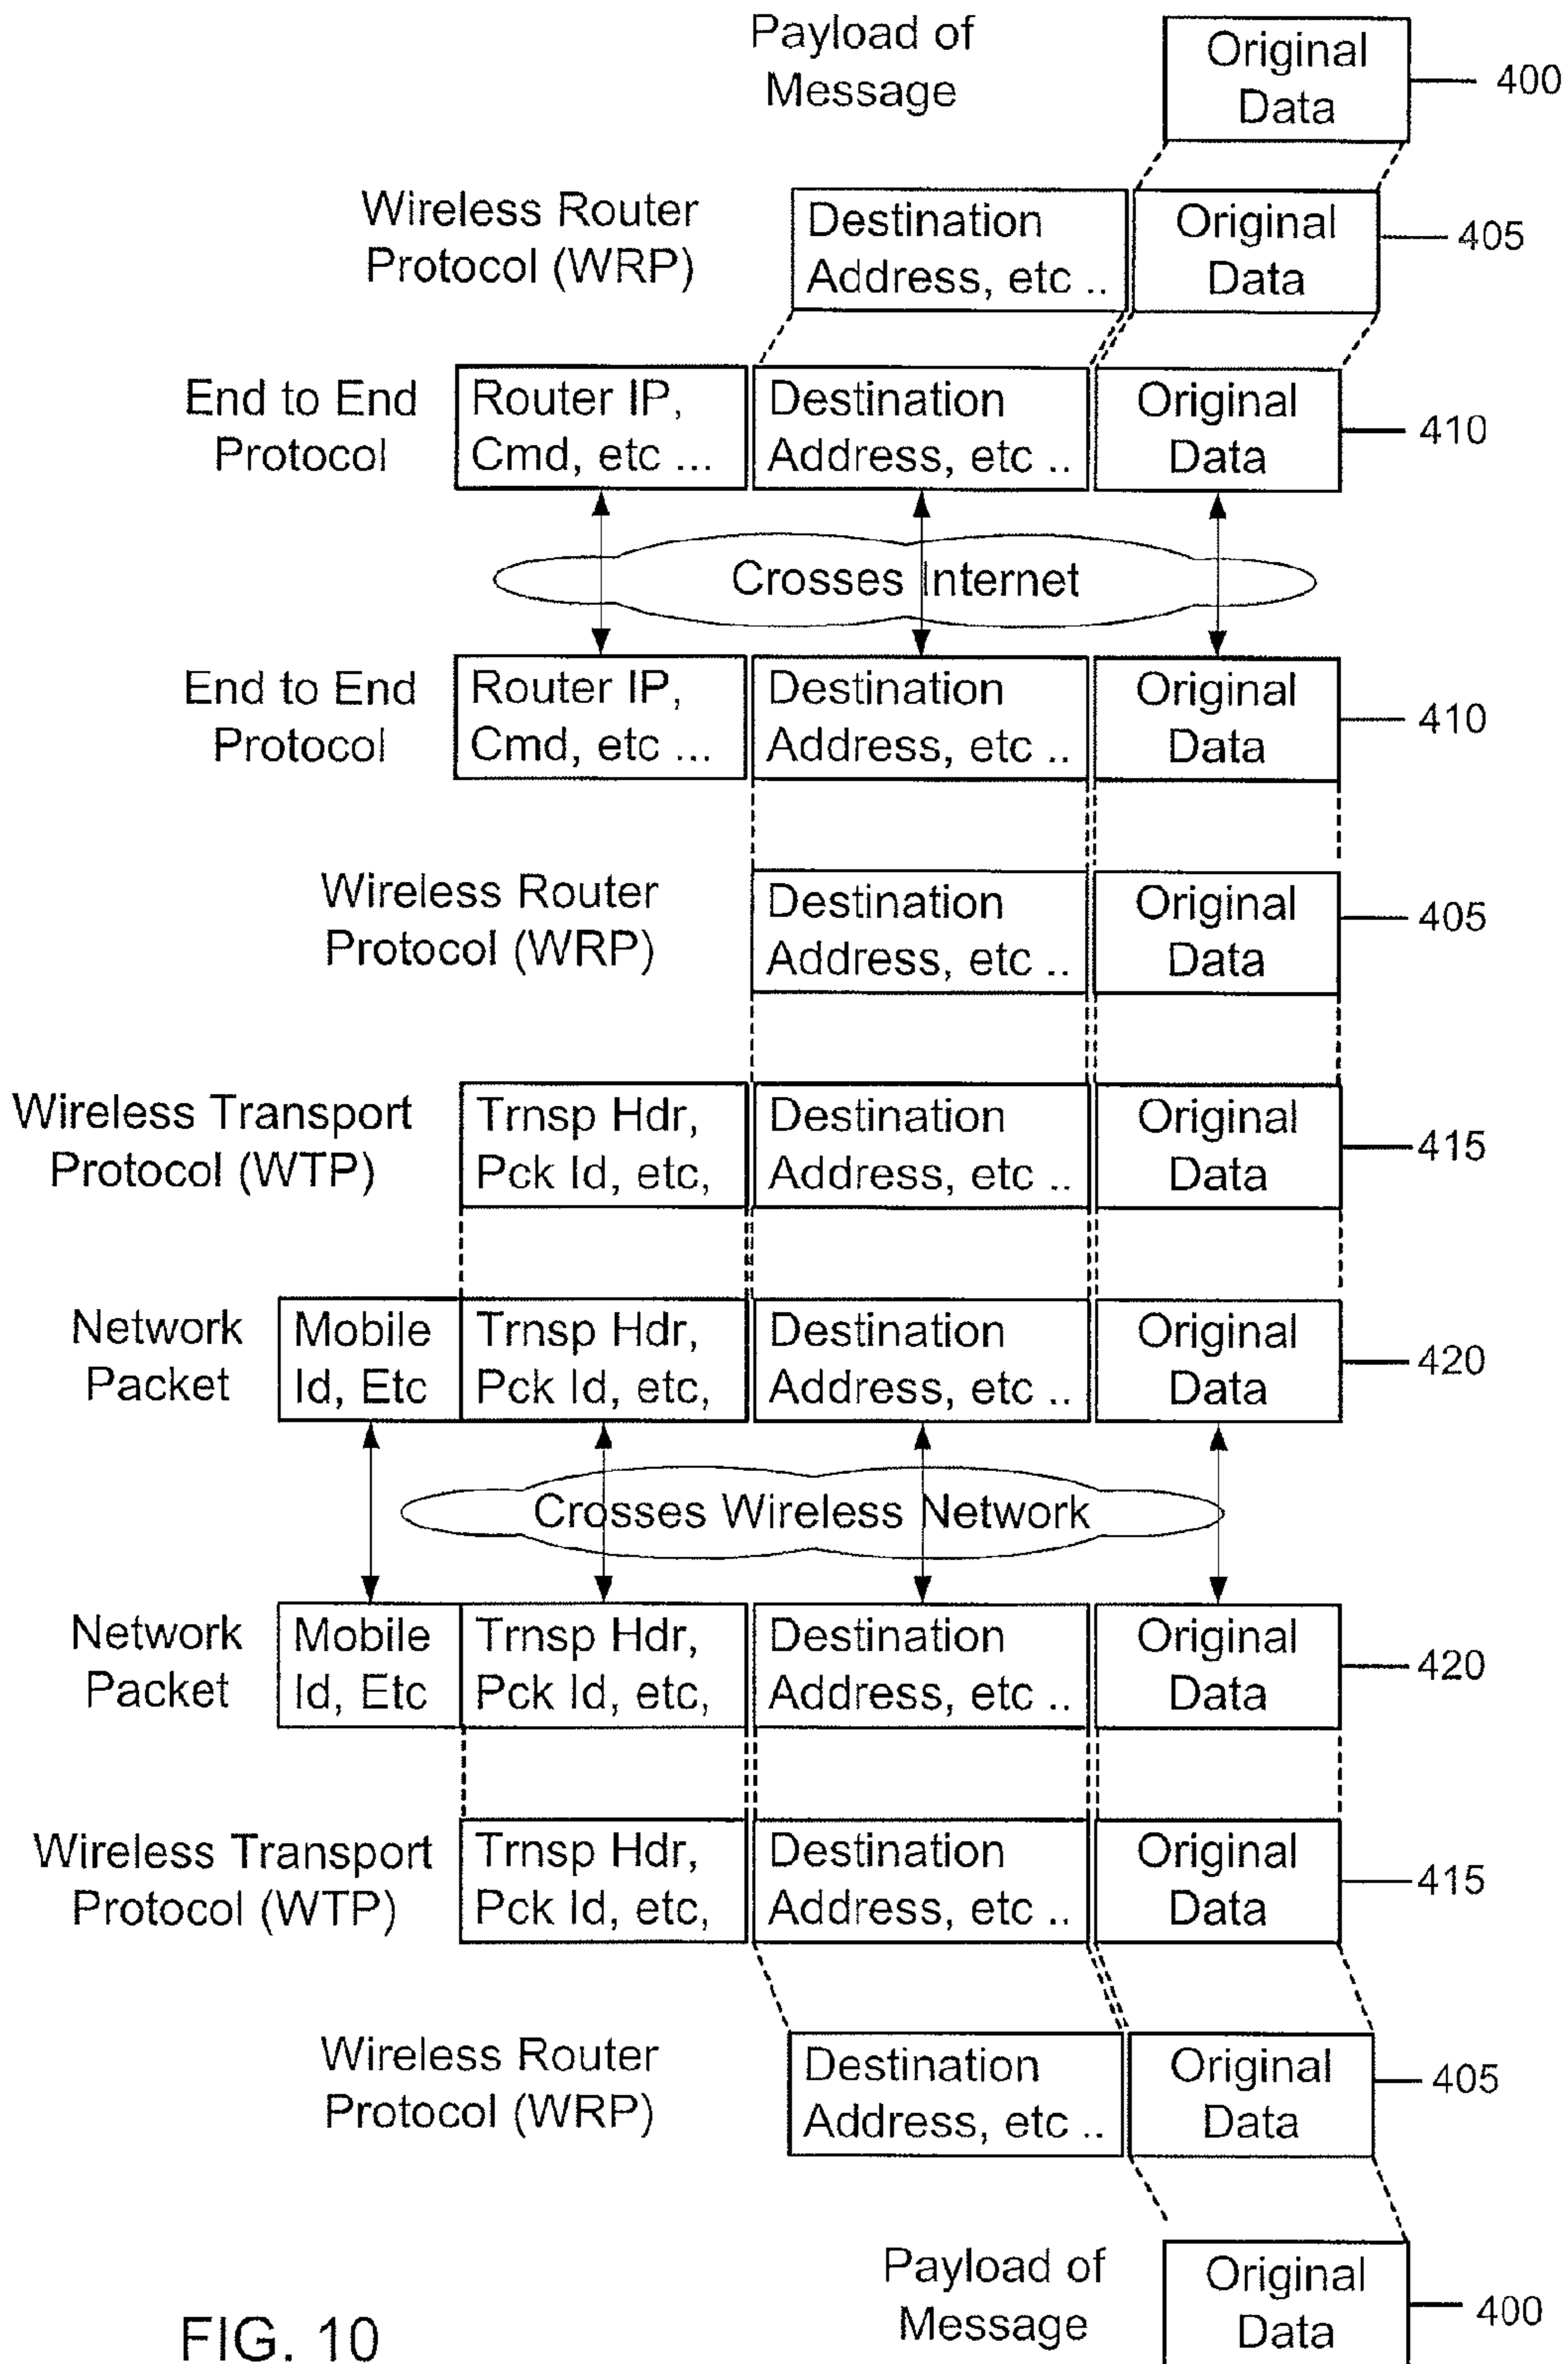 Payload of
Message
Original
Data
400
Wireless Router
Protocol (WRP)
Destination
Address, etc ..
Original
Data
405
End to End
Protocol
Router IP,
Cmd, etc ...
Destination
Address, etc ..
Original
Data
410
Crosses Internet
End to End
Protocol
Router IP,
Cmd, etc ...
Destination
Address, etc ..
Original
Data
410
Wireless Router
Protocol (WRP)
Destination
Address, etc ..
Original
Data
405
Wireless Transport
Protocol (WTP)
Trnsp Hdr,
Pck Id, etc,
Destination
Address, etc ..
Original
Data
415
Network
Packet
Mobile
Id, Etc
Trnsp Hdr,
Pck Id, etc,
Destination
Address, etc ..
Original
Data
420
Crosses Wireless Network
Network
Packet
Mobile
Id, Etc
Trnsp Hdr,
Pck Id, etc,
Destination
Address, etc ..
Original
Data
420
Wireless Transport
Protocol (WTP)
Trnsp Hdr,
Pck Id, etc,
Destination
Address, etc ..
Original
Data
415
Wireless Router
Protocol (WRP)
Destination
Address, etc ..
Original
Data
405
Payload of
Message
Original
Data
400
FIG. 10